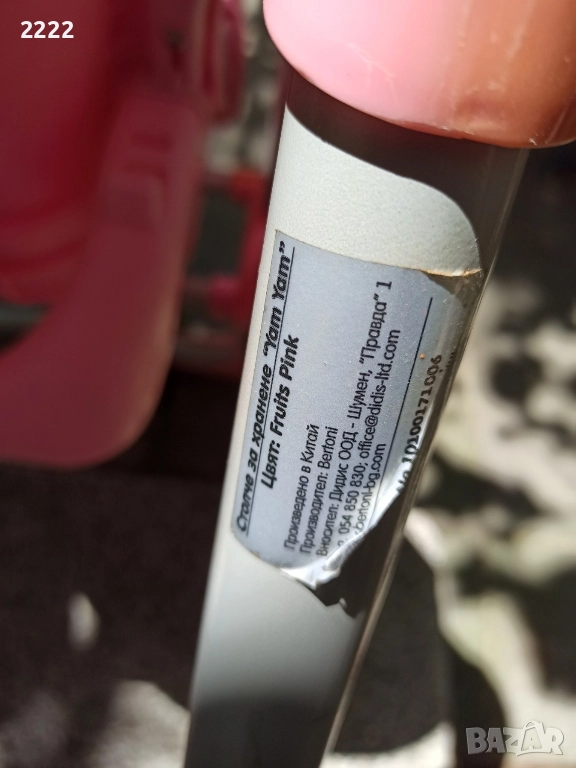 2222
Столче за хранене "Yam Yam"
Цвят: Fruits Pink
Произведено в Китай
Производител: Bertoni
Вносител: Дидис ООД - Шумен, "Правда" 1
054 850 830; office@didis-ltd.com
bertoni-bg.com
No ID100171006
BAZAR